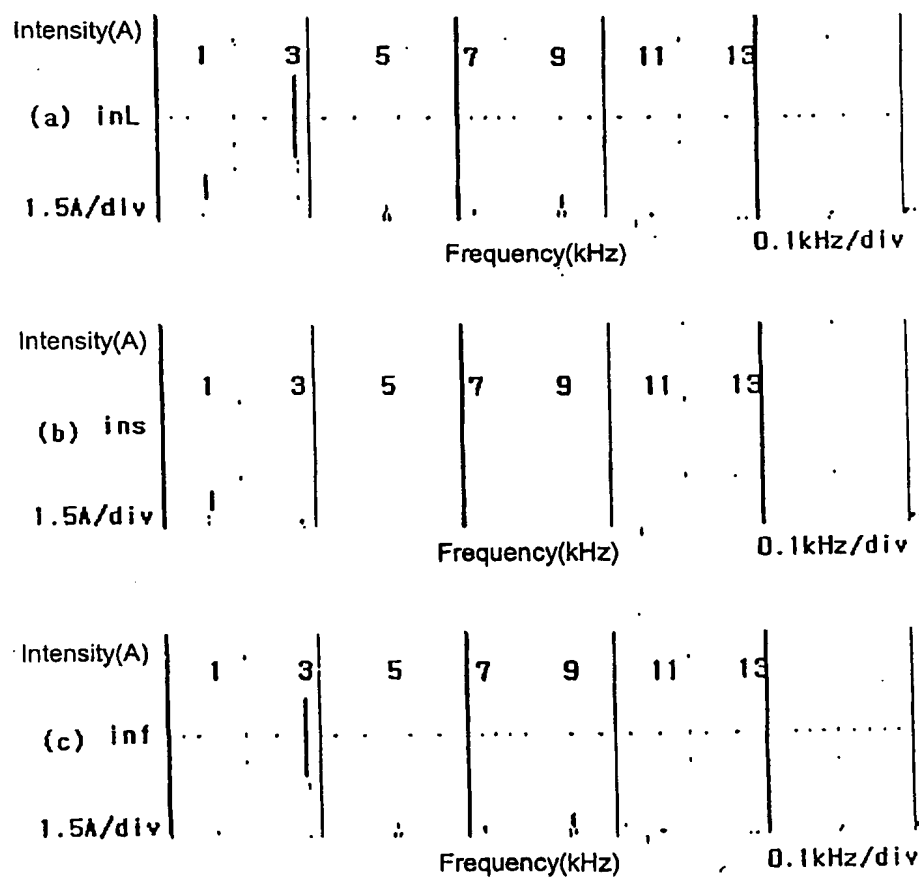 Intensity(A)
1 3 5 7 9 11 13
(a) inL
1.5A/div
Frequency(kHz)
0.1kHz/div
Intensity(A)
1 3 5 7 9 11 13
(b) ins
1.5A/div
Frequency(kHz)
0.1kHz/div
Intensity(A)
1 3 5 7 9 11 13
(c) inf
1.5A/div
Frequency(kHz)
0.1kHz/div